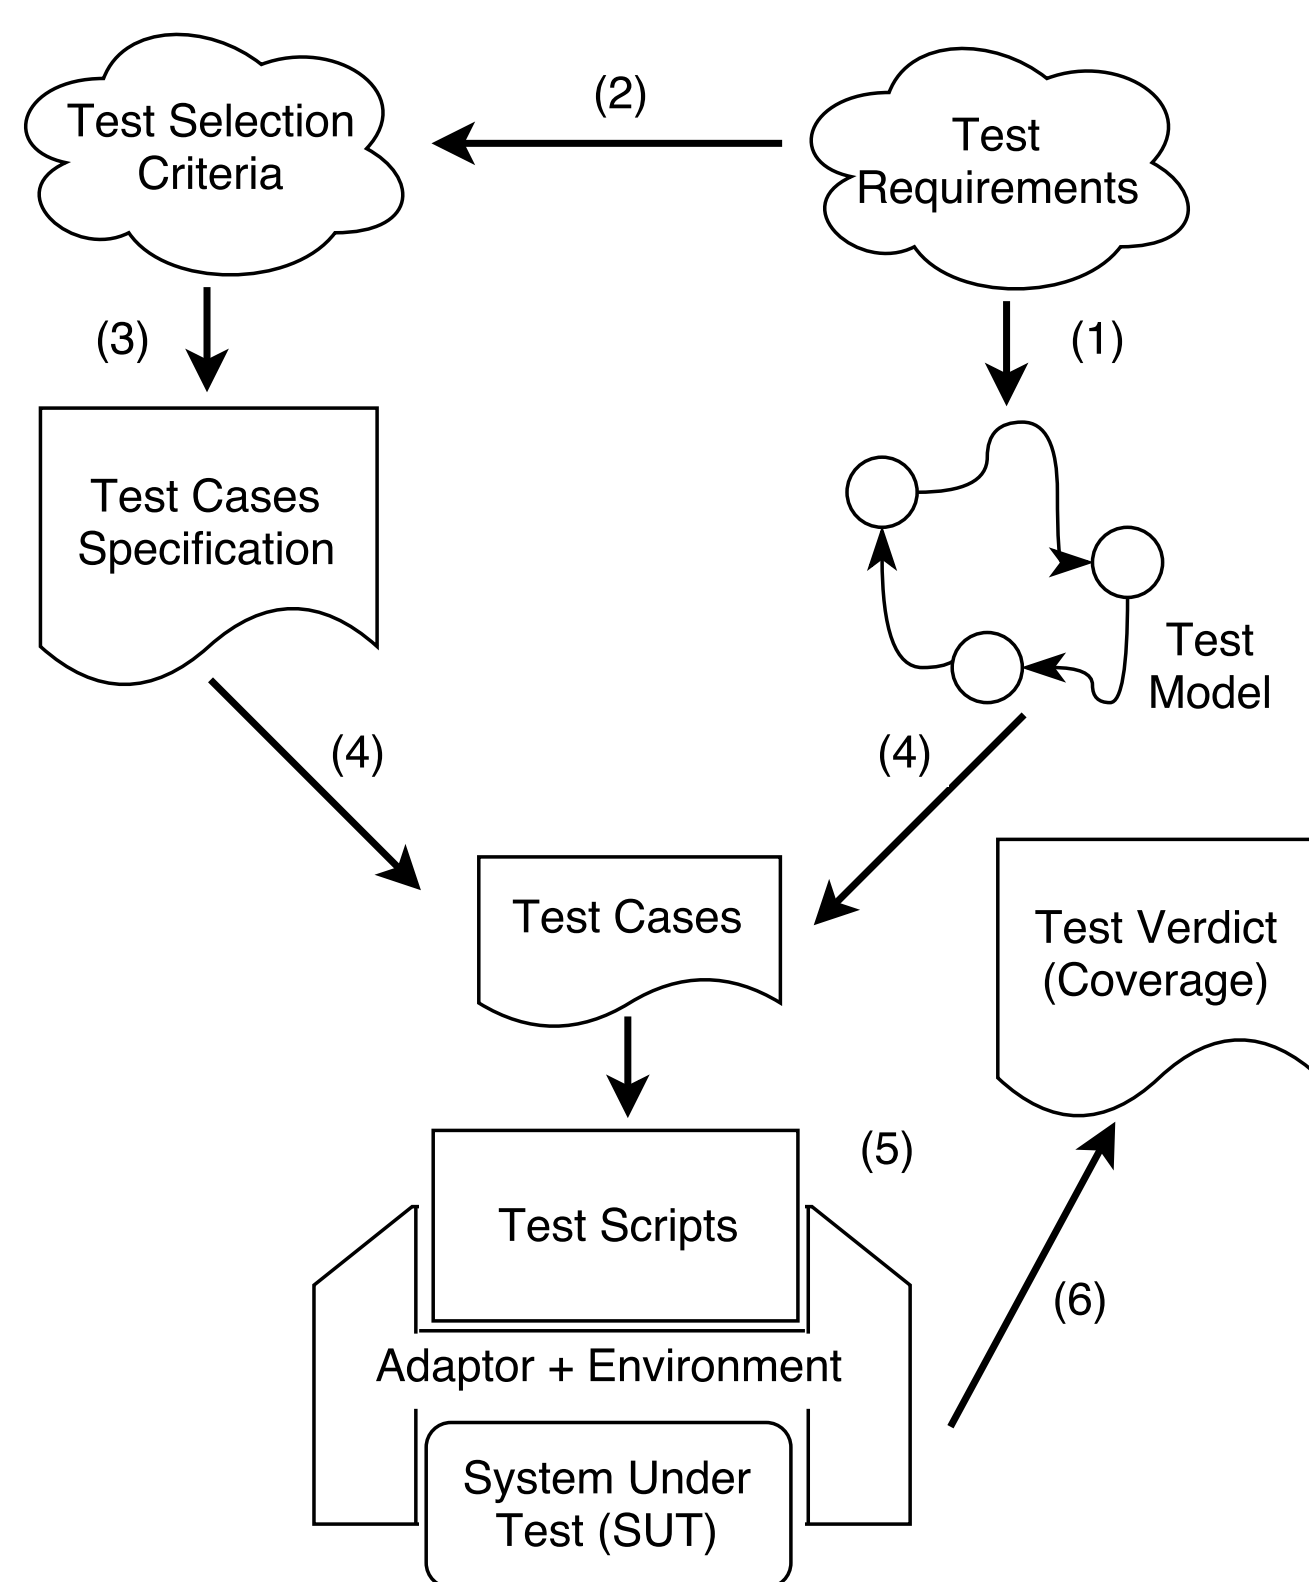 (2)
Test Selection
Criteria
Test
Requirements
(3)
(1)
Test Cases
Specification
Test
Model
(4)
(4)
Test Cases
Test Verdict
(Coverage)
(5)
Test Scripts
(6)
Adaptor + Environment
System Under
Test (SUT)